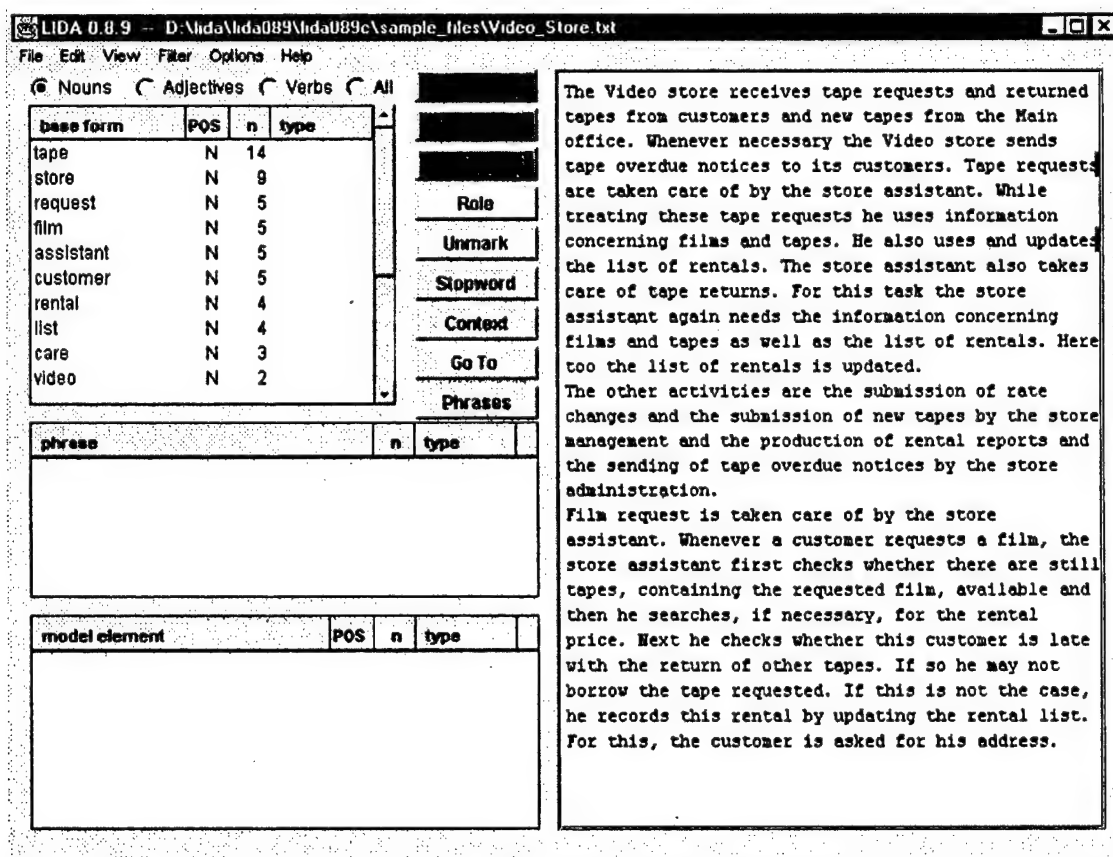 LIDA 0.8.9 -- D:\lida\lida089\lida089c\sample_files\Video_Store.txt
File Edit View Filter Options Help
Nouns Adjectives Verbs All
base form POS n type
tape N 14
store N 9
request N 5
film N 5
assistant N 5
customer N 5
rental N 4
list N 4
care N 3
video N 2
Role
Unmark
Stopword
Context
Go To
Phrases
phrase n type
model element POS n type
The Video store receives tape requests and returned
tapes from customers and new tapes from the Main
office. Whenever necessary the Video store sends
tape overdue notices to its customers. Tape requests
are taken care of by the store assistant. While
treating these tape requests he uses information
concerning films and tapes. He also uses and updates
the list of rentals. The store assistant also takes
care of tape returns. For this task the store
assistant again needs the information concerning
films and tapes as well as the list of rentals. Here
too the list of rentals is updated.
The other activities are the submission of rate
changes and the submission of new tapes by the store
management and the production of rental reports and
the sending of tape overdue notices by the store
administration.
Film request is taken care of by the store
assistant. Whenever a customer requests a film, the
store assistant first checks whether there are still
tapes, containing the requested film, available and
then he searches, if necessary, for the rental
price. Next he checks whether this customer is late
with the return of other tapes. If so he may not
borrow the tape requested. If this is not the case,
he records this rental by updating the rental list.
For this, the customer is asked for his address.